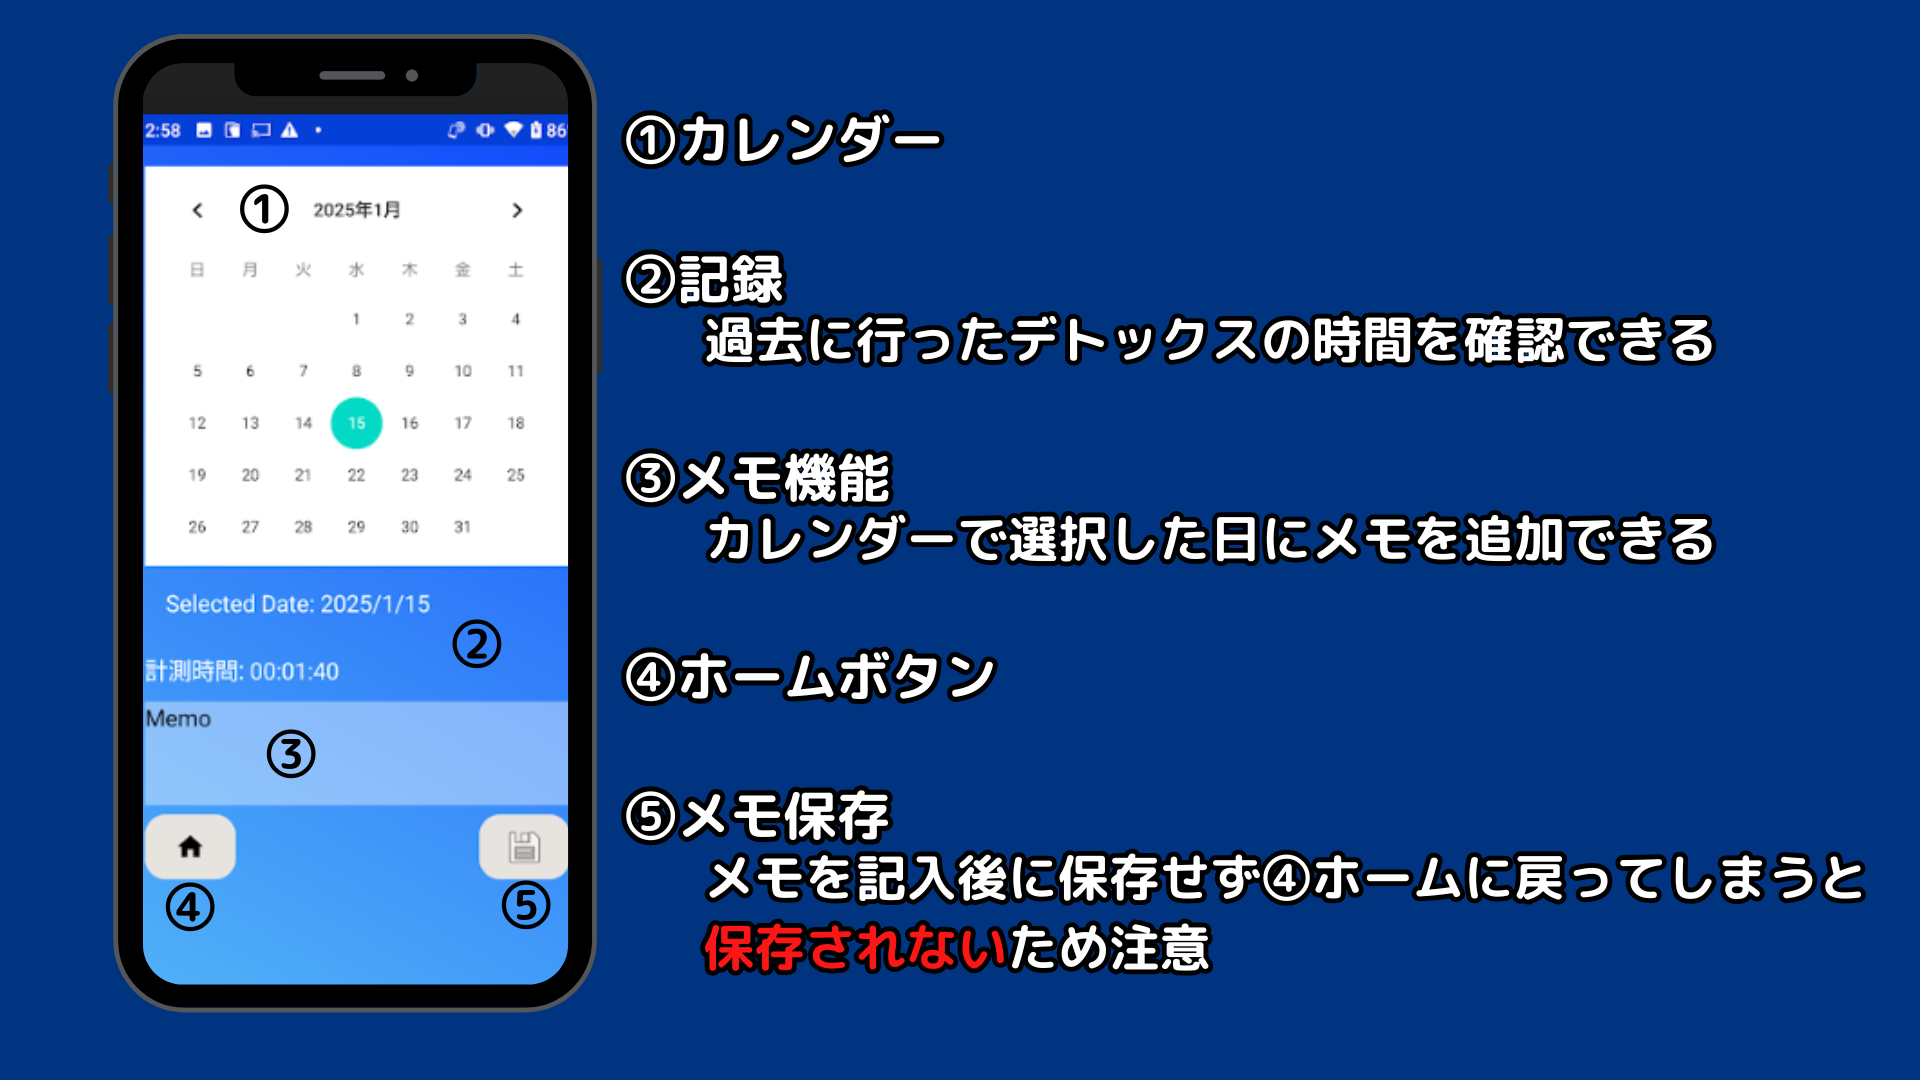 2:58
86
① 2025年1月
日 月 火 水 木 金 土
1 2 3 4
5 6 7 8 9 10 11
12 13 14 15 16 17 18
19 20 21 22 23 24 25
26 27 28 29 30 31
Selected Date: 2025/1/15
②
計測時間: 00:01:40
Memo
③
④
⑤
①カレンダー
②記録
過去に行ったデトックスの時間を確認できる
③メモ機能
カレンダーで選択した日にメモを追加できる
④ホームボタン
⑤メモ保存
メモを記入後に保存せず④ホームに戻ってしまうと
保存されないため注意